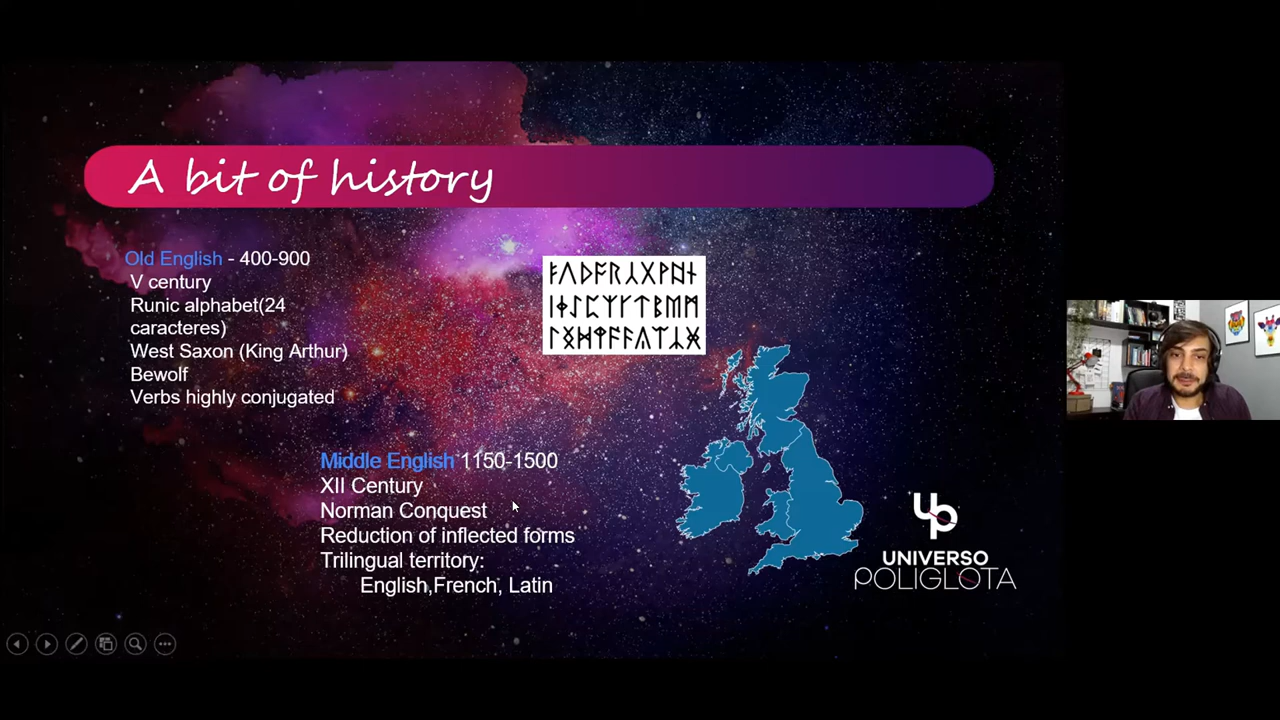 A bit of history
Old English - 400-900
V century
Runic alphabet(24
caracteres)
West Saxon (King Arthur)
Bewolf
Verbs highly conjugated
Middle English 1150-1500
XII Century
Norman Conquest
Reduction of inflected forms
Trilingual territory:
English,French, Latin
up
UNIVERSO
POLIGLOTA